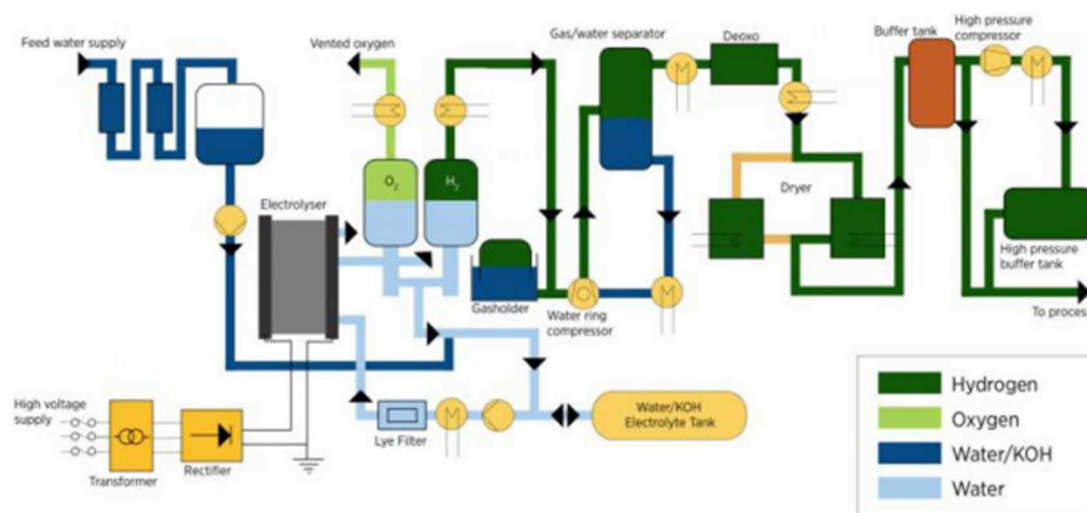 Feed water supply
Vented oxygen
Gas/water separator
Deoxo
Buffer tank
High pressure
compressor
O2
H2
Electrolyser
Dryer
Gasholder
Water ring
compressor
High pressure
buffer tank
To process
High voltage
supply
Transformer
Rectifier
Lye Filter
Water/KOH
Electrolyte Tank
Hydrogen
Oxygen
Water/KOH
Water